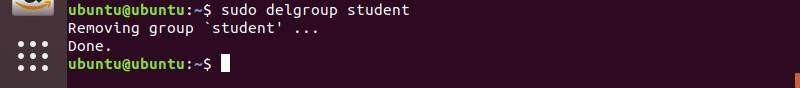 ubuntu@ubuntu:~$ sudo delgroup student
Removing group `student' ...
Done.
ubuntu@ubuntu:~$